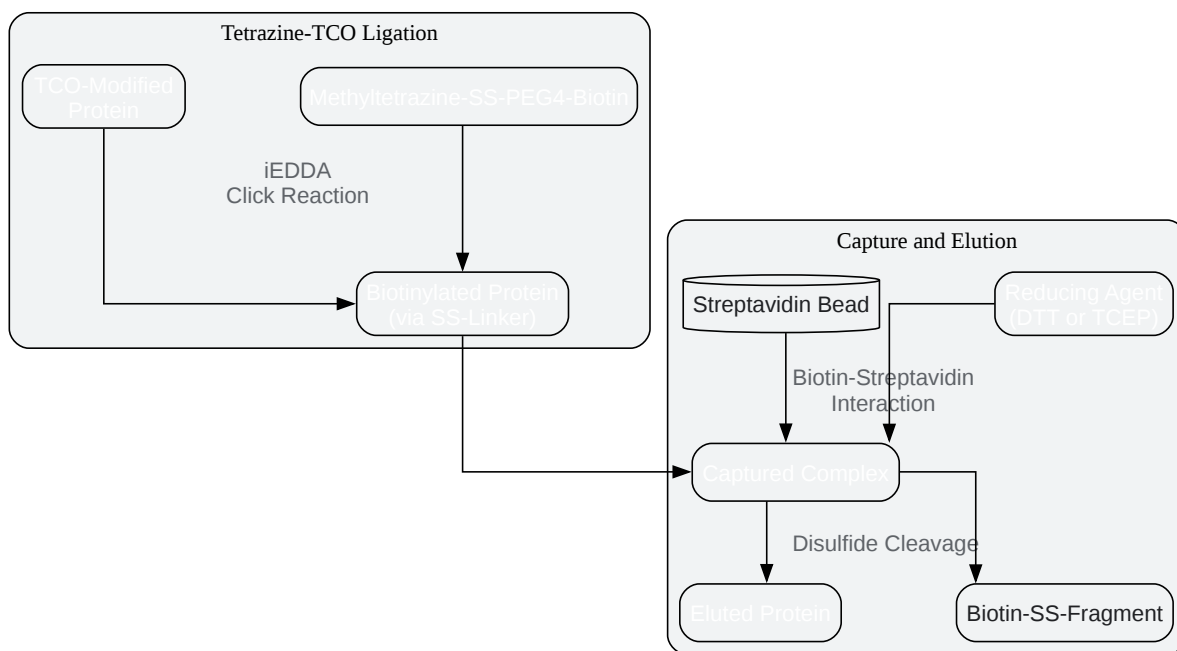 Tetrazine-TCO Ligation
TCO-Modified
Protein
Methyltetrazine-SS-PEG4-Biotin
iEDDA
Click Reaction
Biotinylated Protein
(via SS-Linker)
Capture and Elution
Streptavidin Bead
Reducing Agent
(DTT or TCEP)
Biotin-Streptavidin
Interaction
Captured Complex
Disulfide Cleavage
Eluted Protein
Biotin-SS-Fragment